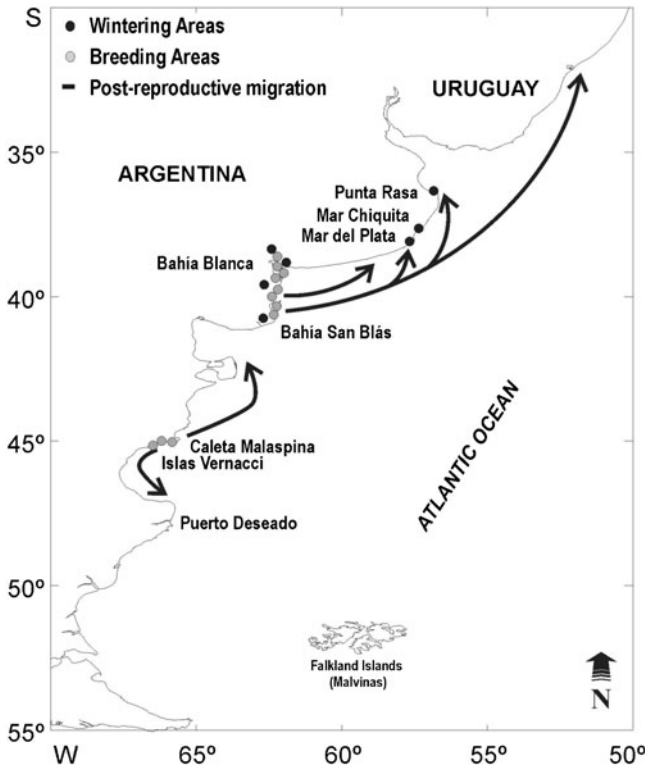 S
Wintering Areas
Breeding Areas
Post-reproductive migration
URUGUAY
35º
ARGENTINA
Punta Rasa
Mar Chiquita
Mar del Plata
Bahía Blanca
40º
Bahía San Blás
ATLANTIC OCEAN
45º
Caleta Malaspina
Islas Vernacci
Puerto Deseado
50º
Falkland Islands
(Malvinas)
N
55º
W 65º 60º 55º 50º